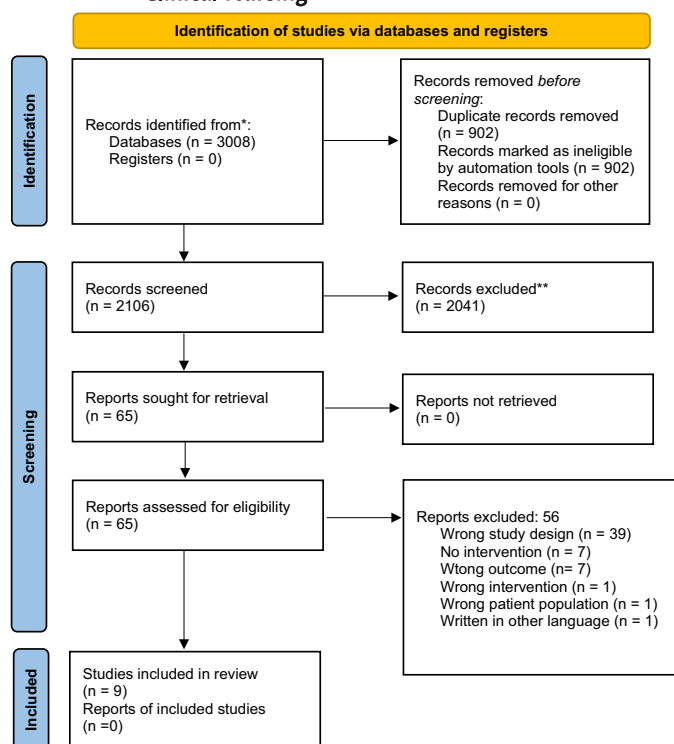 Identification of studies via databases and registers
Identification
Records identified from*:
Databases (n = 3008)
Registers (n = 0)
Records removed before
screening:
Duplicate records removed
(n = 902)
Records marked as ineligible
by automation tools (n = 902)
Records removed for other
reasons (n = 0)
Screening
Records screened
(n = 2106)
Records excluded**
(n = 2041)
Reports sought for retrieval
(n = 65)
Reports not retrieved
(n = 0)
Reports assessed for eligibility
(n = 65)
Reports excluded: 56
Wrong study design (n = 39)
No intervention (n = 7)
Wtong outcome (n= 7)
Wrong intervention (n = 1)
Wrong patient population (n = 1)
Written in other language (n = 1)
Included
Studies included in review
(n = 9)
Reports of included studies
(n =0)